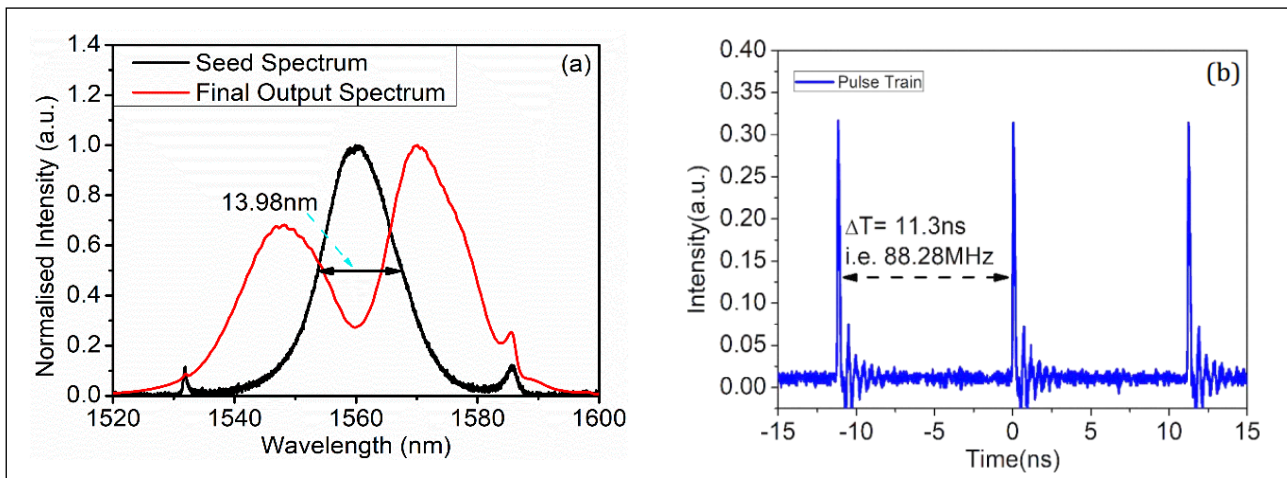 (a)
Seed Spectrum
Final Output Spectrum
13.98nm
Normalised Intensity (a.u.)
1.4
1.2
1.0
0.8
0.6
0.4
0.2
0.0
1520 1540 1560 1580 1600
Wavelength (nm)
(b)
Pulse Train
ΔT= 11.3ns
i.e. 88.28MHz
Intensity(a.u.)
0.40
0.35
0.30
0.25
0.20
0.15
0.10
0.05
0.00
-15 -10 -5 0 5 10 15
Time(ns)